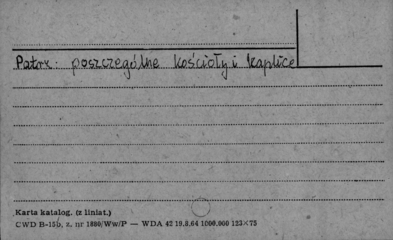 Patrz: poszczególne kościoły i kaplice
Karta katalog. (z liniat.)
CWD B-15b, z. nr 1880/Ww/P — WDA 42 19.8.64 1000.000 123×75